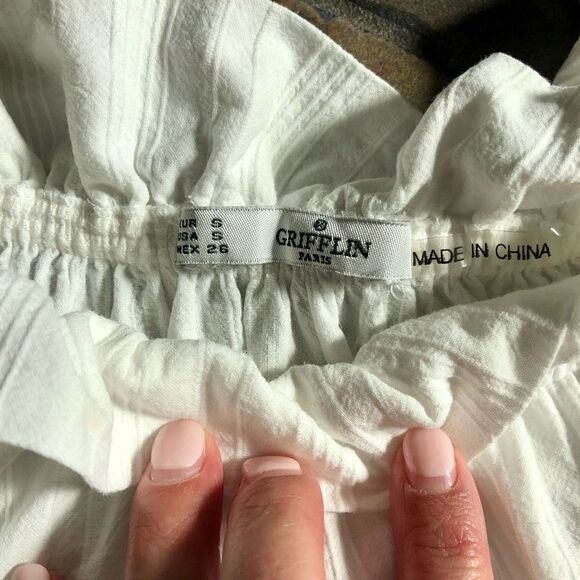 EUR S
USA S
MEX 26
GRIFFLIN
PARIS
MADE IN CHINA